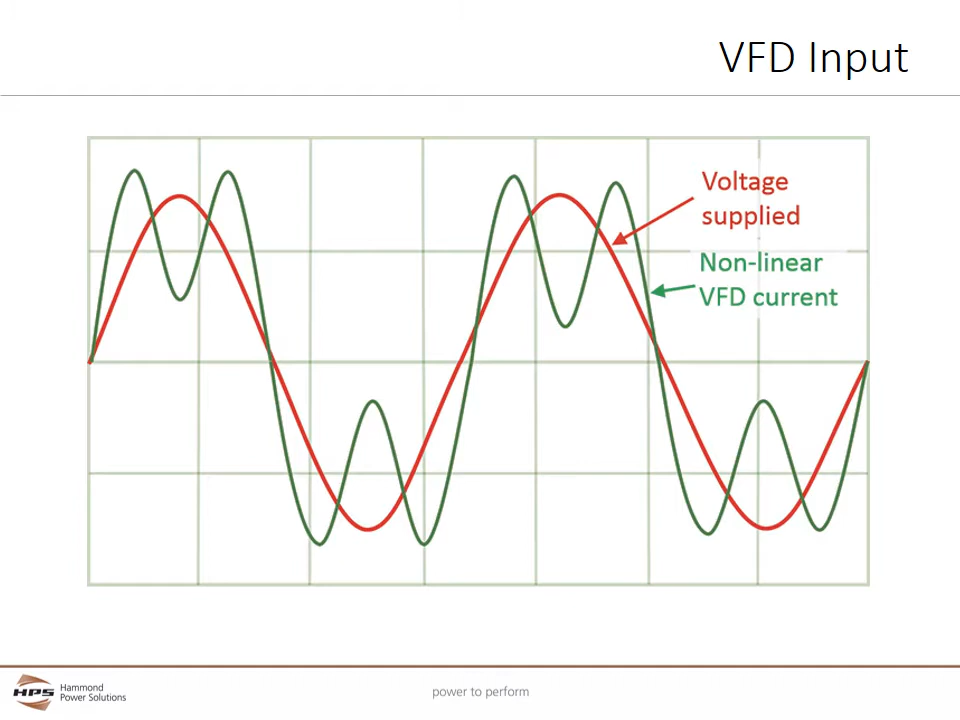 VFD Input
Voltage
supplied
Non-linear
VFD current
HPS
Hammond
Power Solutions
power to perform